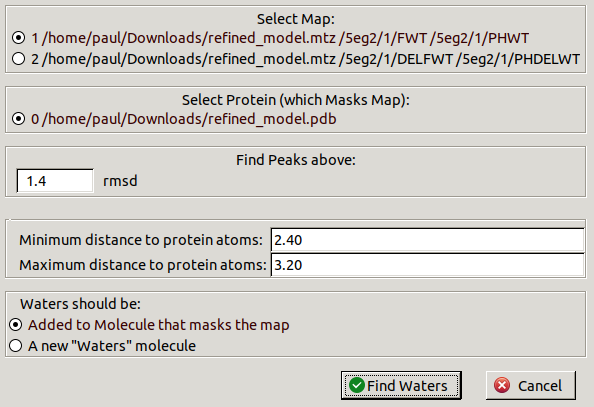 Select Map:
1 /home/paul/Downloads/refined_model.mtz /5eg2/1/FWT /5eg2/1/PHWT
2 /home/paul/Downloads/refined_model.mtz /5eg2/1/DELFWT /5eg2/1/PHDELWT
Select Protein (which Masks Map):
0 /home/paul/Downloads/refined_model.pdb
Find Peaks above:
1.4 rmsd
Minimum distance to protein atoms: 2.40
Maximum distance to protein atoms: 3.20
Waters should be:
Added to Molecule that masks the map
A new "Waters" molecule
Find Waters Cancel